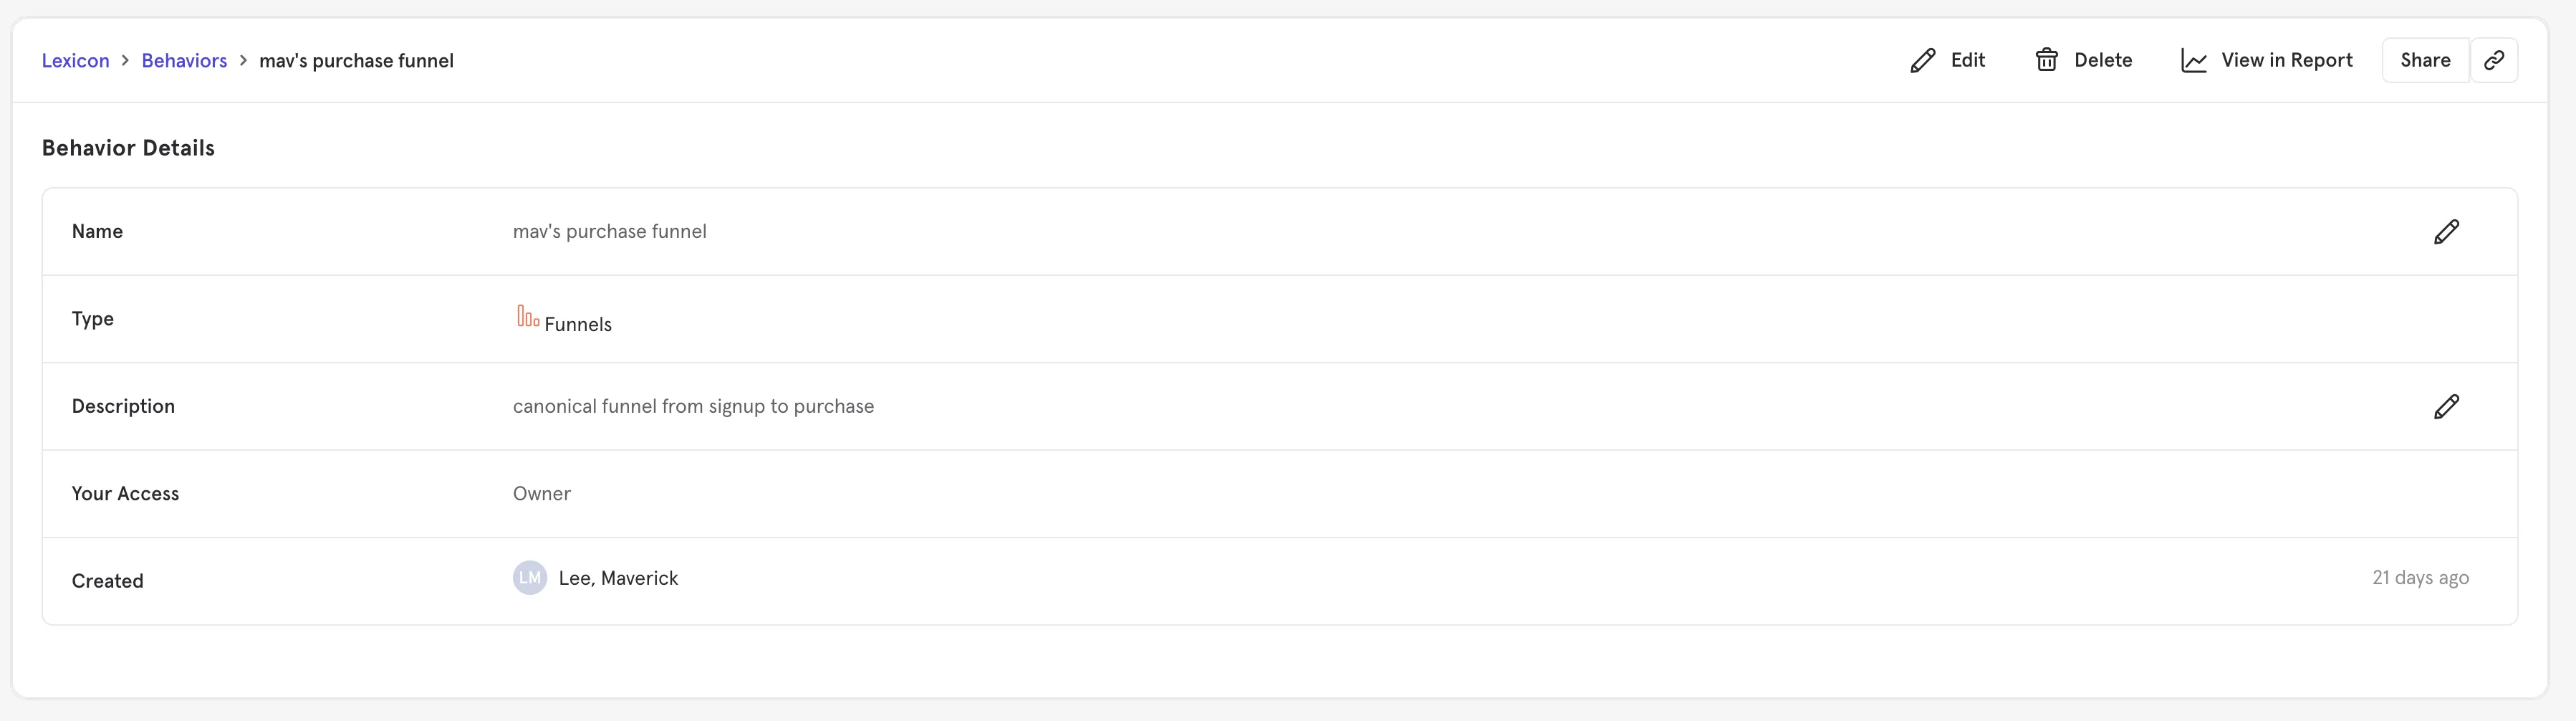 Lexicon > Behaviors > mav's purchase funnel
Edit
Delete
View in Report
Share
Behavior Details
Name
mav's purchase funnel
Type
Funnels
Description
canonical funnel from signup to purchase
Your Access
Owner
Created
LM
Lee, Maverick
21 days ago